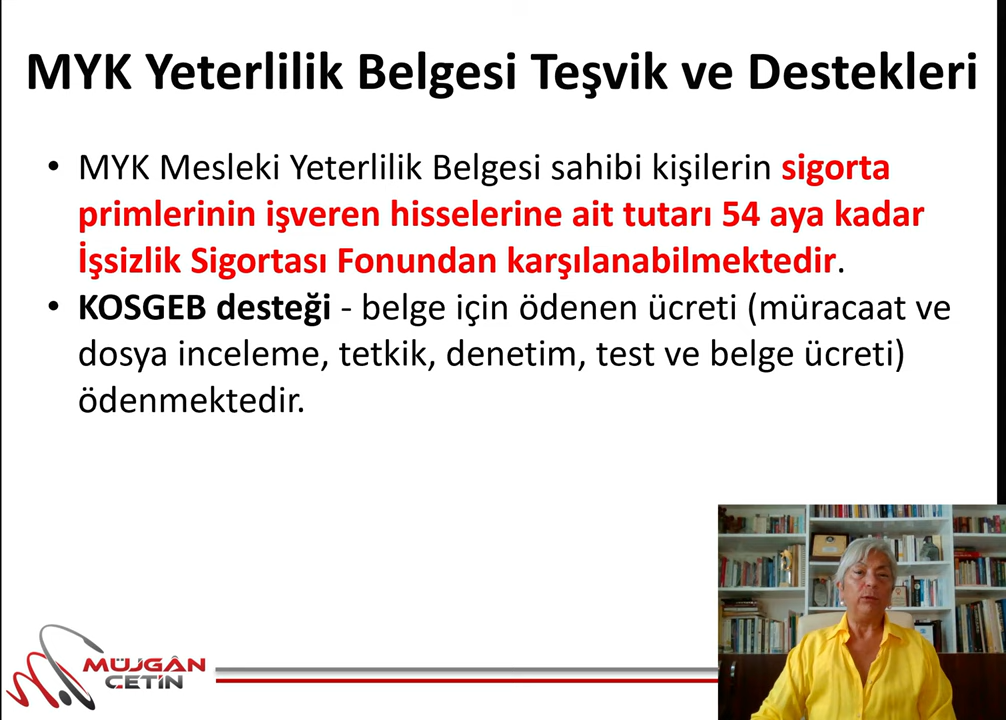 MYK Yeterlilik Belgesi Teşvik ve Destekleri
• MYK Mesleki Yeterlilik Belgesi sahibi kişilerin sigorta
primlerinin işveren hisselerine ait tutarı 54 aya kadar
İşsizlik Sigortası Fonundan karşılanabilmektedir.
• KOSGEB desteği - belge için ödenen ücreti (müracaat ve
dosya inceleme, tetkik, denetim, test ve belge ücreti)
ödenmektedir.
MÜJGÂN
ÇETİN